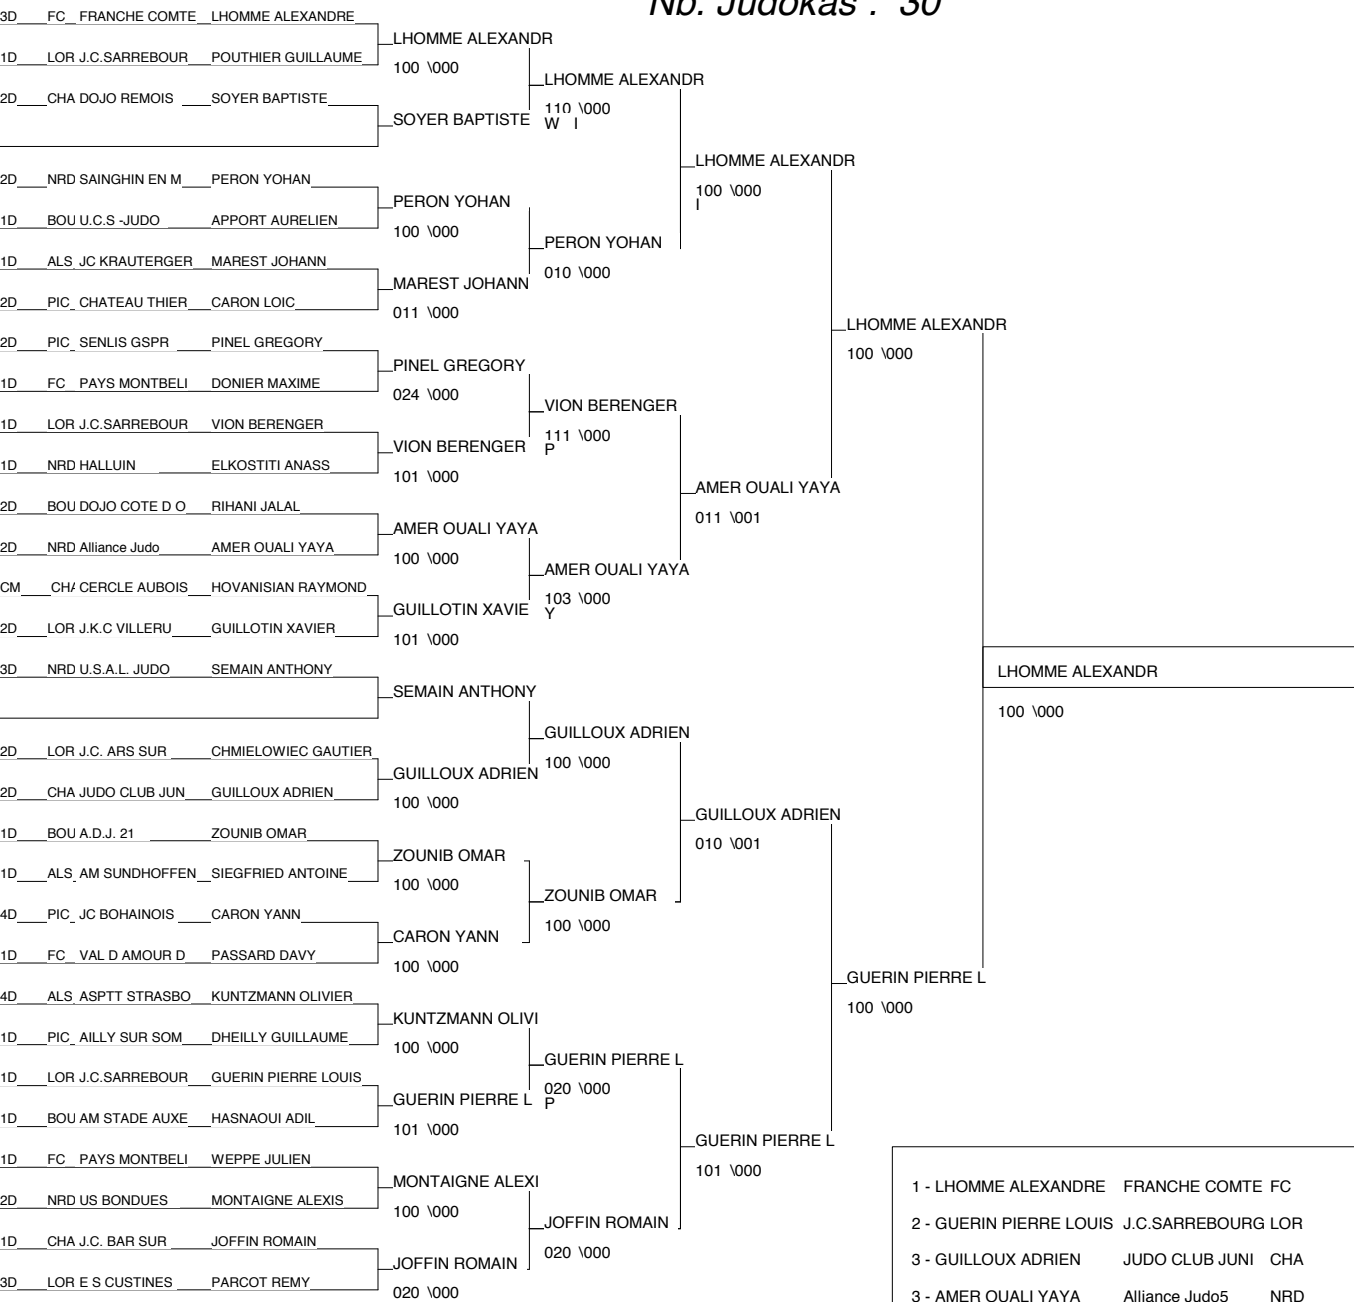 Nb. Judokas : 30
3D FC FRANCHE COMTE LHOMME ALEXANDRE
1D LOR J.C.SARREBOUR POUTHIER GUILLAUME
2D CHA DOJO REMOIS SOYER BAPTISTE
2D NRD SAINGHIN EN M PERON YOHAN
1D BOU U.C.S -JUDO APPORT AURELIEN
1D ALS JC KRAUTERGER MAREST JOHANN
2D PIC CHATEAU THIER CARON LOIC
2D PIC SENLIS GSPR PINEL GREGORY
1D FC PAYS MONTBELI DONIER MAXIME
1D LOR J.C.SARREBOUR VION BERENGER
1D NRD HALLUIN ELKOSTITI ANASS
2D BOU DOJO COTE D O RIHANI JALAL
2D NRD Alliance Judo AMER OUALI YAYA
CM CHA CERCLE AUBOIS HOVANISIAN RAYMOND
2D LOR J.K.C VILLERU GUILLOTIN XAVIER
3D NRD U.S.A.L. JUDO SEMAIN ANTHONY
2D LOR J.C. ARS SUR CHMIELOWIEC GAUTIER
2D CHA JUDO CLUB JUN GUILLOUX ADRIEN
1D BOU A.D.J. 21 ZOUNIB OMAR
1D ALS AM SUNDHOFFEN SIEGFRIED ANTOINE
4D PIC JC BOHAINOIS CARON YANN
1D FC VAL D AMOUR D PASSARD DAVY
4D ALS ASPTT STRASBO KUNTZMANN OLIVIER
1D PIC AILLY SUR SOM DHEILLY GUILLAUME
1D LOR J.C.SARREBOUR GUERIN PIERRE LOUIS
1D BOU AM STADE AUXE HASNAOUI ADIL
1D FC PAYS MONTBELI WEPPE JULIEN
2D NRD US BONDUES MONTAIGNE ALEXIS
1D CHA J.C. BAR SUR JOFFIN ROMAIN
3D LOR E S CUSTINES PARCOT REMY
LHOMME ALEXANDR
100 \000
SOYER BAPTISTE
PERON YOHAN
100 \000
MAREST JOHANN
011 \000
PINEL GREGORY
024 \000
VION BERENGER
101 \000
AMER OUALI YAYA
100 \000
GUILLOTIN XAVIE
101 \000
SEMAIN ANTHONY
GUILLOUX ADRIEN
100 \000
ZOUNIB OMAR
100 \000
CARON YANN
100 \000
KUNTZMANN OLIVI
100 \000
GUERIN PIERRE L
101 \000
MONTAIGNE ALEXI
100 \000
JOFFIN ROMAIN
020 \000
LHOMME ALEXANDR
110 \000
W I
PERON YOHAN
010 \000
VION BERENGER
111 \000
P
AMER OUALI YAYA
103 \000
Y
GUILLOUX ADRIEN
100 \000
ZOUNIB OMAR
100 \000
GUERIN PIERRE L
020 \000
P
JOFFIN ROMAIN
020 \000
LHOMME ALEXANDR
100 \000
I
AMER OUALI YAYA
011 \001
GUILLOUX ADRIEN
010 \001
GUERIN PIERRE L
101 \000
LHOMME ALEXANDR
100 \000
GUERIN PIERRE L
100 \000
LHOMME ALEXANDR
100 \000
1 - LHOMME ALEXANDRE FRANCHE COMTE FC
2 - GUERIN PIERRE LOUIS J.C.SARREBOURG LOR
3 - GUILLOUX ADRIEN JUDO CLUB JUNI CHA
3 - AMER OUALI YAYA Alliance Judo5 NRD